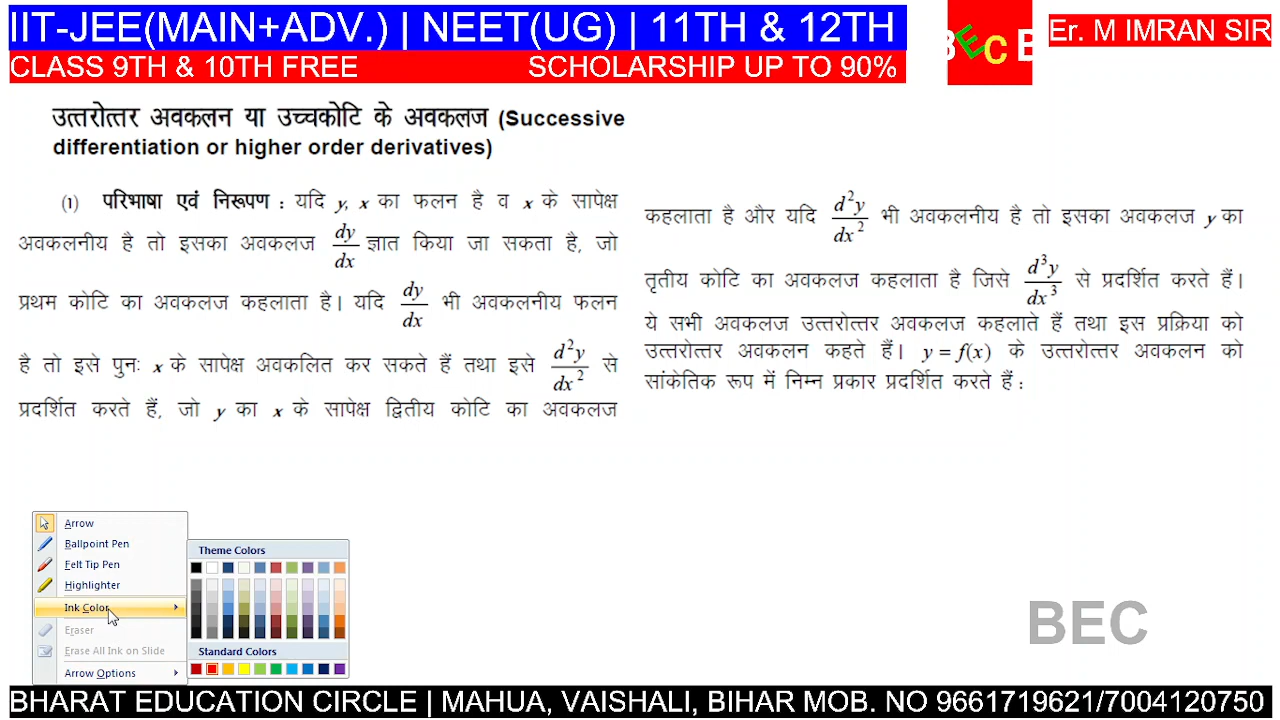 IIT-JEE(MAIN+ADV.) | NEET(UG) | 11TH & 12TH
CLASS 9TH & 10TH FREE SCHOLARSHIP UP TO 90%
BEC B
Er. M IMRAN SIR
उत्तरोत्तर अवकलन या उच्चकोटि के अवकलज (Successive
differentiation or higher order derivatives)
(1) परिभाषा एवं निरूपण : यदि y, x का फलन है व x के सापेक्ष
अवकलनीय है तो इसका अवकलज dy/dx ज्ञात किया जा सकता है, जो
प्रथम कोटि का अवकलज कहलाता है। यदि dy/dx भी अवकलनीय फलन
है तो इसे पुनः x के सापेक्ष अवकलित कर सकते हैं तथा इसे d²y/dx² से
प्रदर्शित करते हैं, जो y का x के सापेक्ष द्वितीय कोटि का अवकलज
कहलाता है और यदि d²y/dx² भी अवकलनीय है तो इसका अवकलज y का
तृतीय कोटि का अवकलज कहलाता है जिसे d³y/dx³ से प्रदर्शित करते हैं।
ये सभी अवकलज उत्तरोत्तर अवकलज कहलाते हैं तथा इस प्रक्रिया को
उत्तरोत्तर अवकलन कहते हैं। y = f(x) के उत्तरोत्तर अवकलन को
सांकेतिक रूप में निम्न प्रकार प्रदर्शित करते हैं :
Arrow
Ballpoint Pen
Felt Tip Pen
Highlighter
Ink Color
Eraser
Erase All Ink on Slide
Arrow Options
Theme Colors
Standard Colors
BEC
BHARAT EDUCATION CIRCLE | MAHUA, VAISHALI, BIHAR MOB. NO 9661719621/7004120750